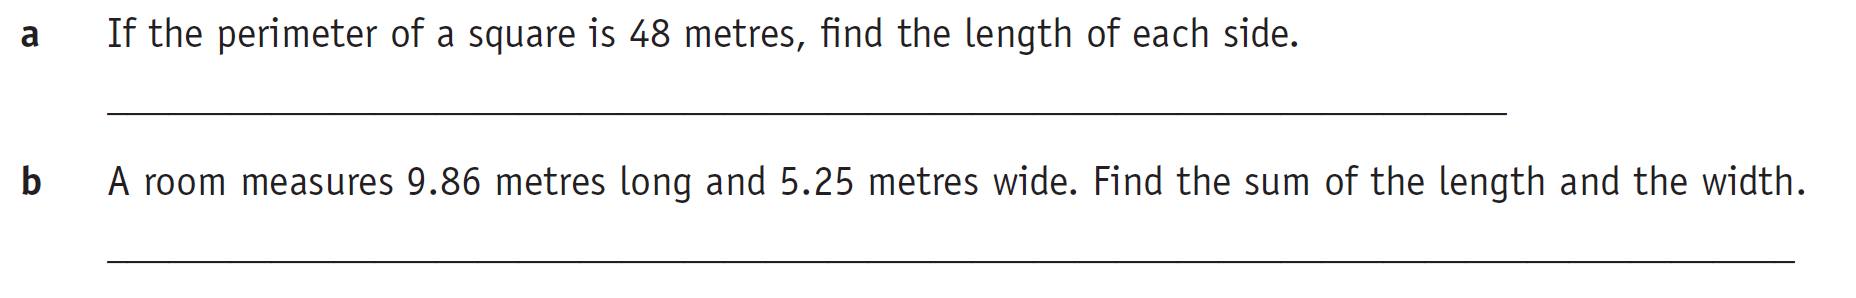 a If the perimeter of a square is 48 metres, find the length of each side.
b A room measures 9.86 metres long and 5.25 metres wide. Find the sum of the length and the width.